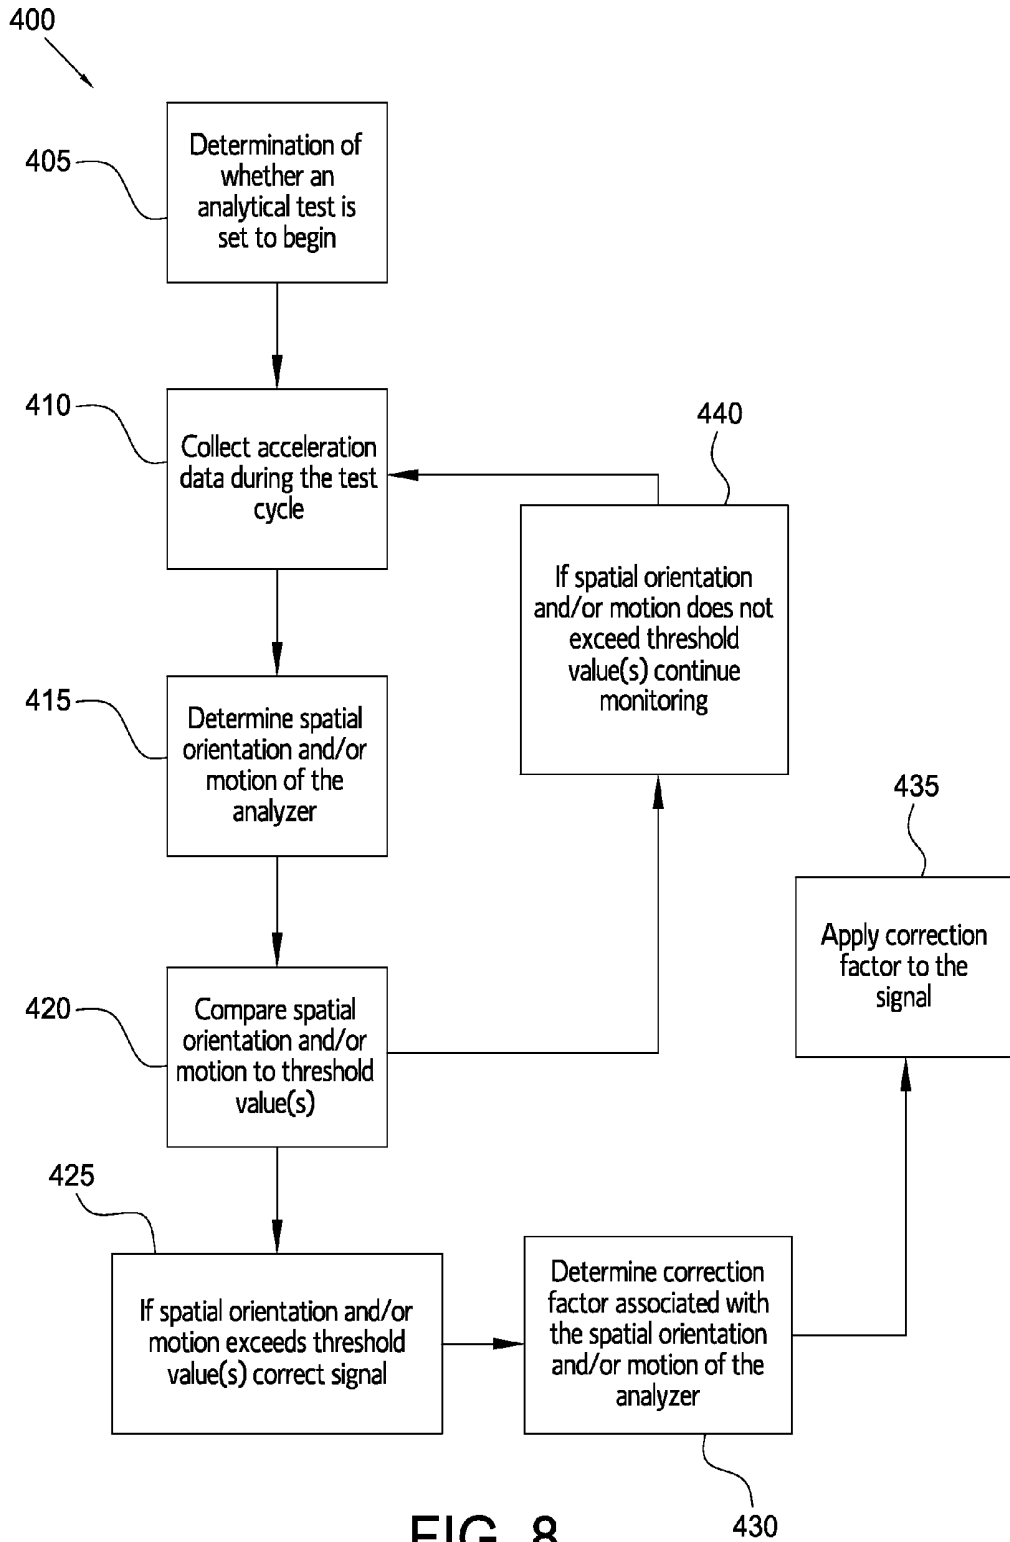 400
405
Determination of
whether an
analytical test is
set to begin
410
Collect acceleration
data during the test
cycle
440
If spatial orientation
and/or motion does not
exceed threshold
value(s) continue
monitoring
415
Determine spatial
orientation and/or
motion of the
analyzer
435
Apply correction
factor to the
signal
420
Compare spatial
orientation and/or
motion to threshold
value(s)
425
If spatial orientation and/or
motion exceeds threshold
value(s) correct signal
Determine correction
factor associated with
the spatial orientation
and/or motion of the
analyzer
430
FIG. 8